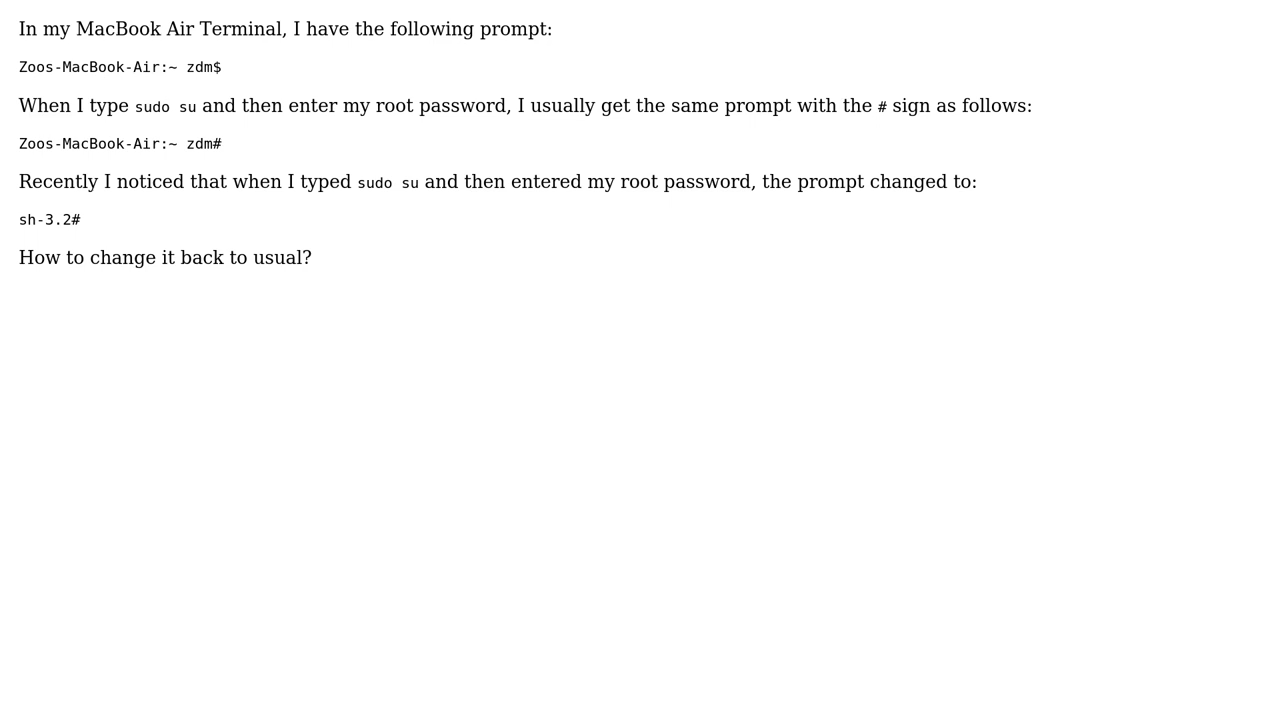 In my MacBook Air Terminal, I have the following prompt:
Zoos-MacBook-Air:~ zdm$
When I type sudo su and then enter my root password, I usually get the same prompt with the # sign as follows:
Zoos-MacBook-Air:~ zdm#
Recently I noticed that when I typed sudo su and then entered my root password, the prompt changed to:
sh-3.2#
How to change it back to usual?